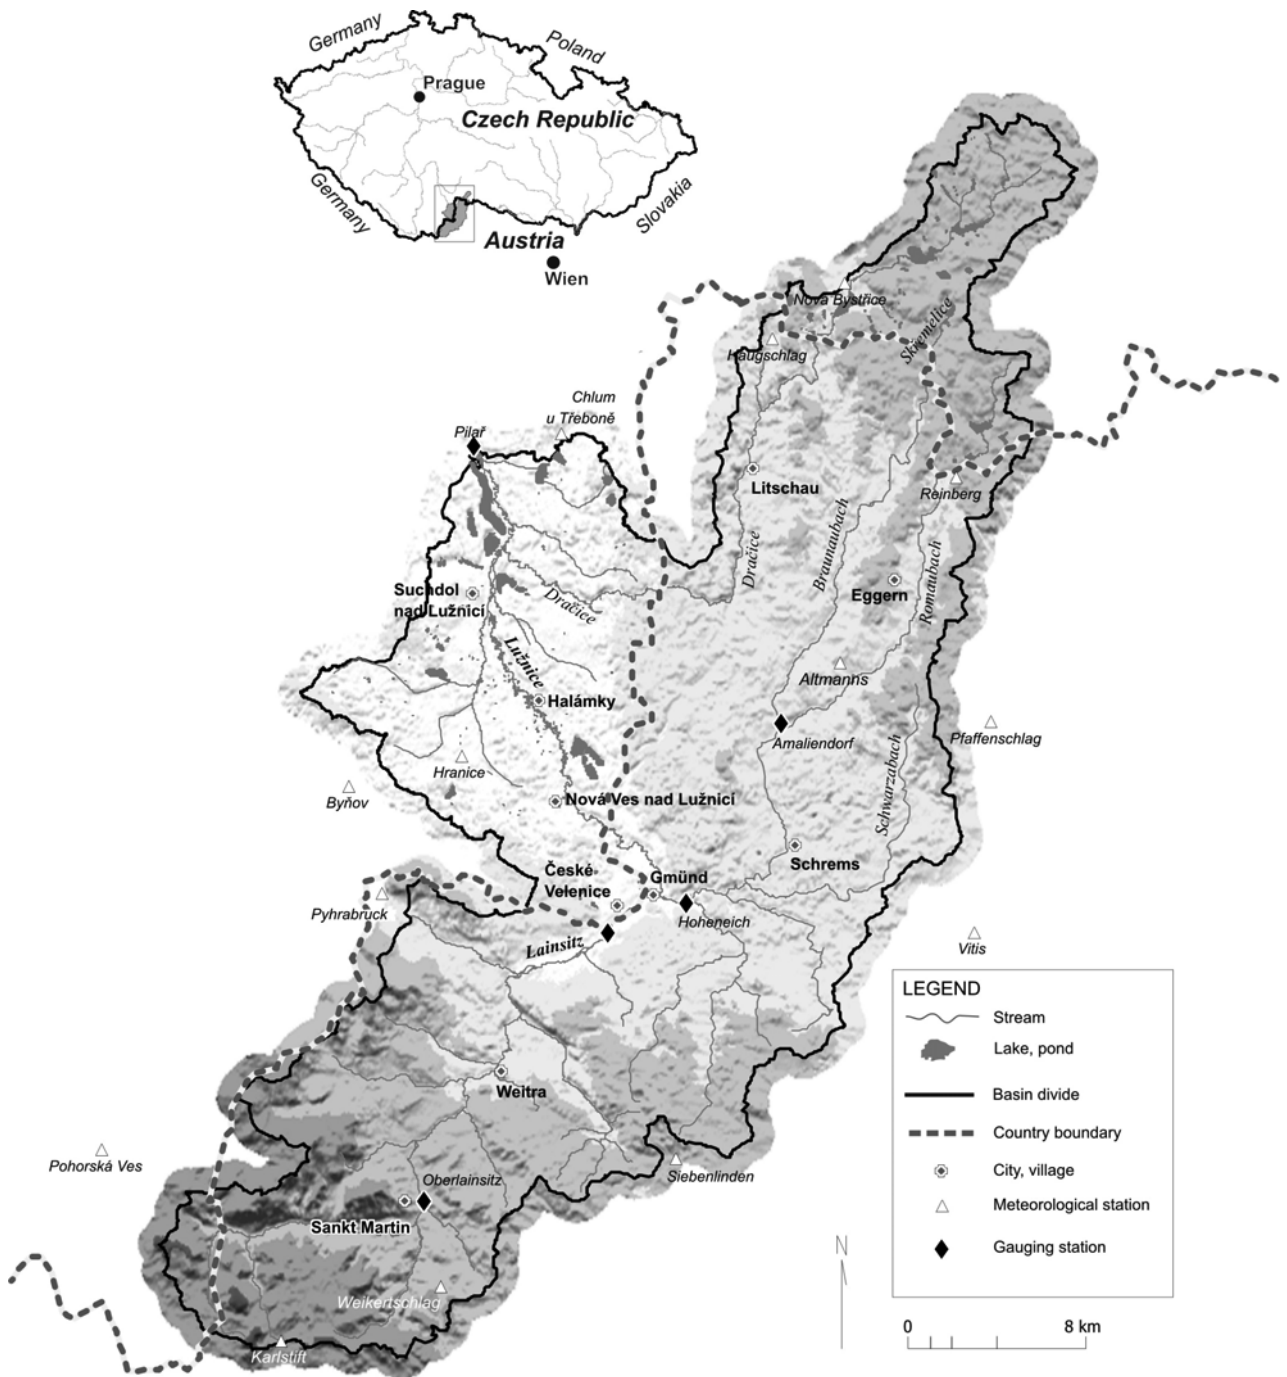 Germany
Poland
Prague
Czech Republic
Germany
Slovakia
Austria
Wien
Nová Bystřice
Skřemelice
Haugschlag
Chlum
u Třeboně
Pilař
Litschau
Reinberg
Braunaubach
Dračice
Romaubach
Eggern
Suchdol
nad Lužnicí
Dračice
Lužnice
Altmanns
Halámky
Pfaffenschlag
Amaliendorf
Hranice
Schwarzabach
Byňov
Nová Ves nad Lužnicí
Schrems
České
Velenice
Gmünd
Pyhrabruck
Hoheneich
Lainsitz
Vitis
Weitra
Pohorská Ves
Siebenlinden
Oberlainsitz
Sankt Martin
Weikertschlag
Karlstift
LEGEND
Stream
Lake, pond
Basin divide
Country boundary
City, village
Meteorological station
Gauging station
N
0 8 km